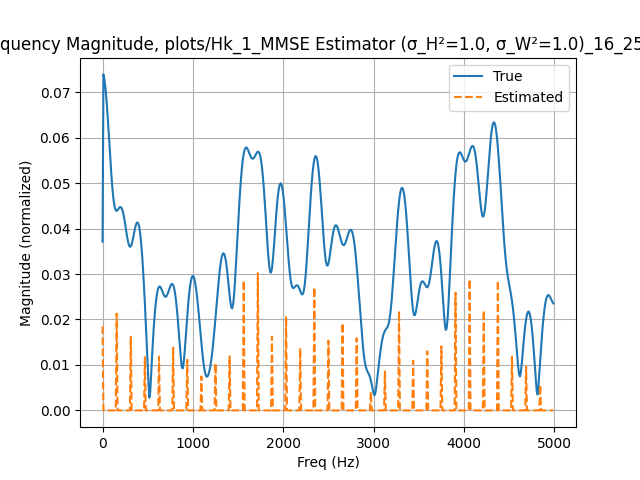 quency Magnitude, plots/Hk_1_MMSE Estimator (σ_H²=1.0, σ_W²=1.0)_16_25
True
Estimated
Magnitude (normalized)
0.07
0.06
0.05
0.04
0.03
0.02
0.01
0.00
0
1000
2000
3000
4000
5000
Freq (Hz)